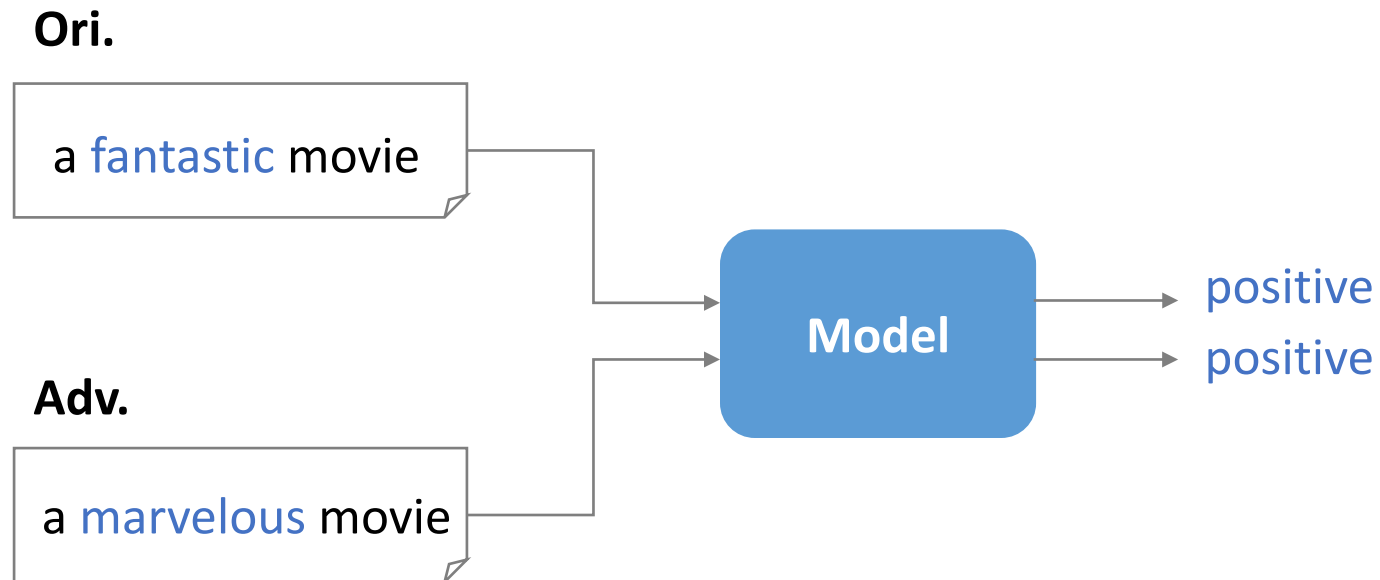 Ori.
a fantastic movie
Model
positive
positive
Adv.
a marvelous movie